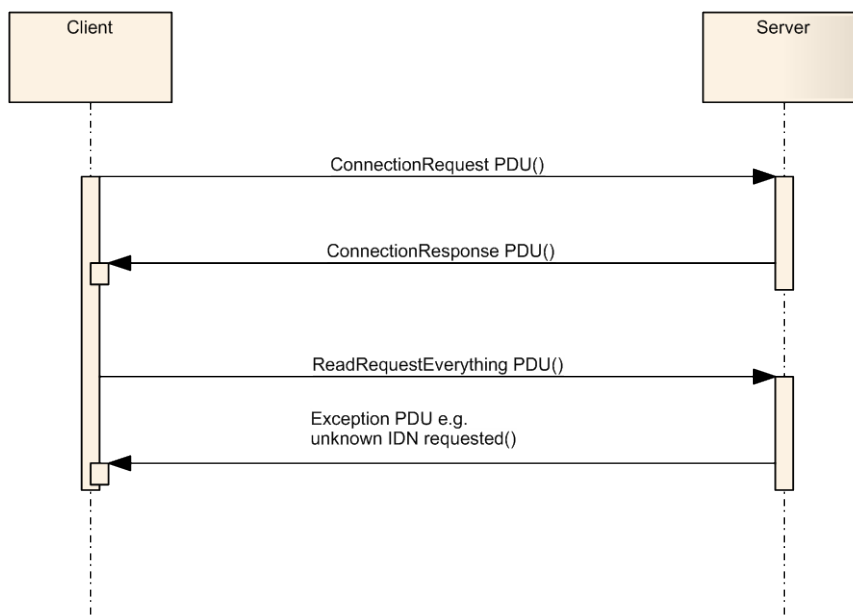 Client
Server
ConnectionRequest PDU()
ConnectionResponse PDU()
ReadRequestEverything PDU()
Exception PDU e.g.
unknown IDN requested()